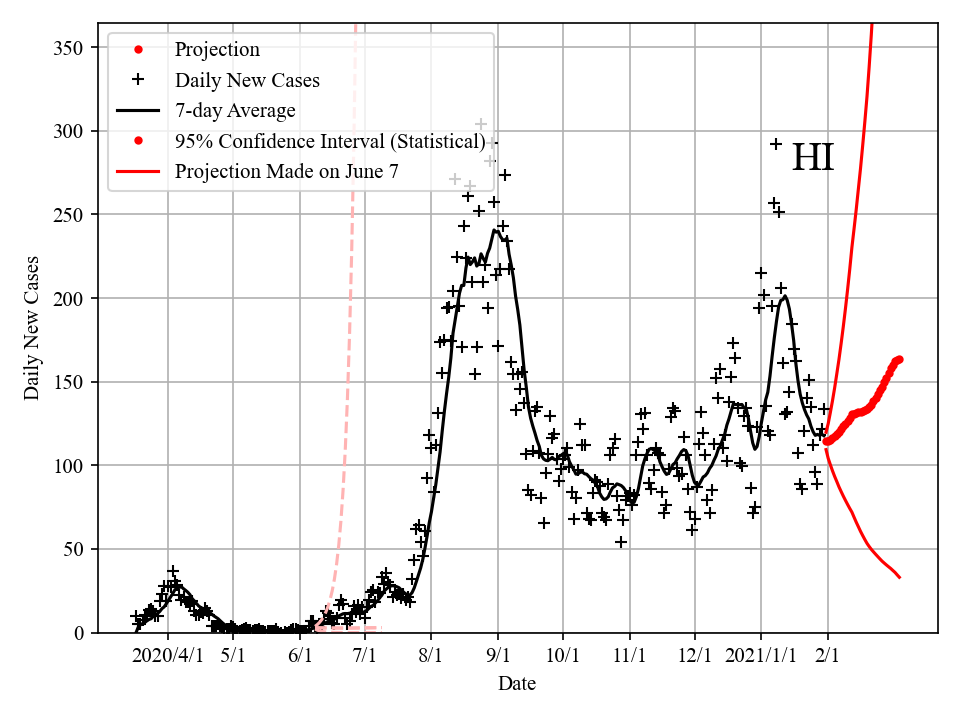 350
300
250
200
150
100
50
0
Daily New Cases
Projection
Daily New Cases
7-day Average
95% Confidence Interval (Statistical)
Projection Made on June 7
HI
2020/4/1 5/1 6/1 7/1 8/1 9/1 10/1 11/1 12/1 2021/1/1 2/1
Date